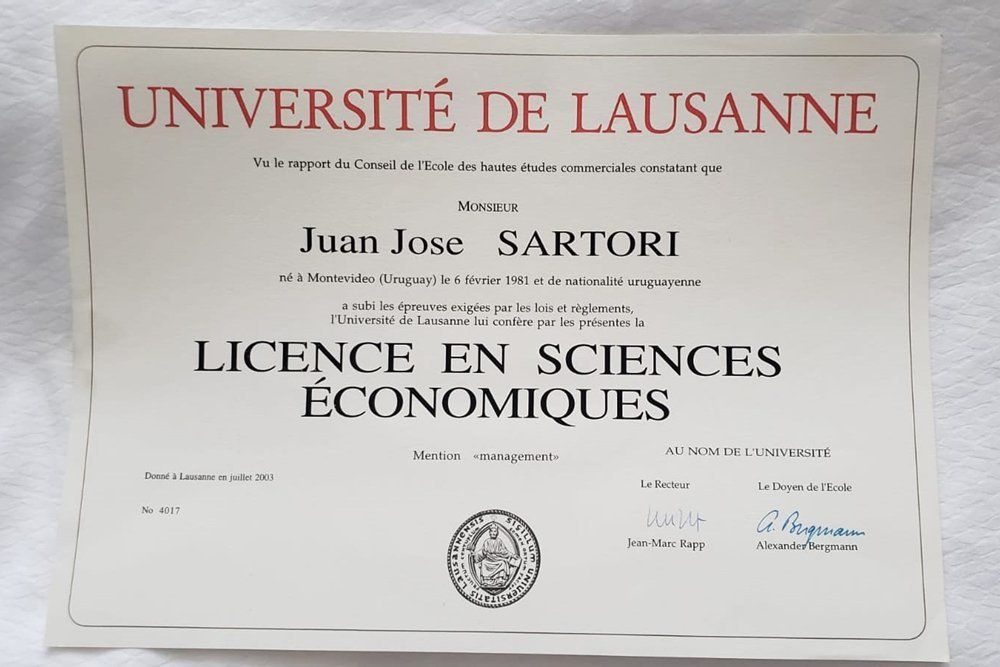 UNIVERSITÉ DE LAUSANNE
Vu le rapport du Conseil de l'Ecole des hautes études commerciales constatant que
MONSIEUR
Juan Jose SARTORI
né à Montevideo (Uruguay) le 6 février 1981 et de nationalité uruguayenne
a subi les épreuves exigées par les lois et règlements,
l'Université de Lausanne lui confère par les présentes la
LICENCE EN SCIENCES
ÉCONOMIQUES
Mention «management»
AU NOM DE L'UNIVERSITÉ
Donné à Lausanne en juillet 2003
Le Recteur Le Doyen de l'Ecole
No 4017
A. Bergmann
Jean-Marc Rapp Alexander Bergmann
SIGILLUM UNIVERSITATIS LAUSANNENSIS